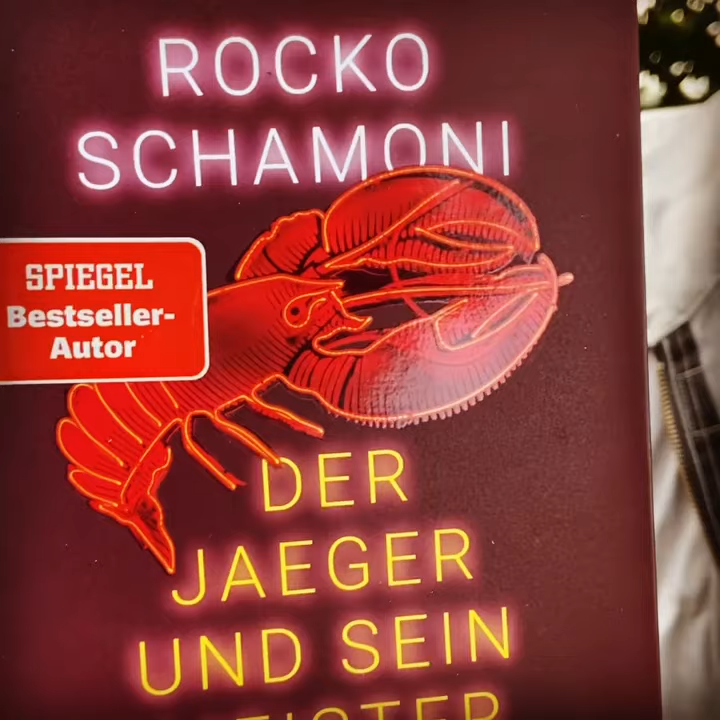 ROCKO
SCHAMONI
SPIEGEL
Bestseller-
Autor
DER
JAEGER
UND SEIN